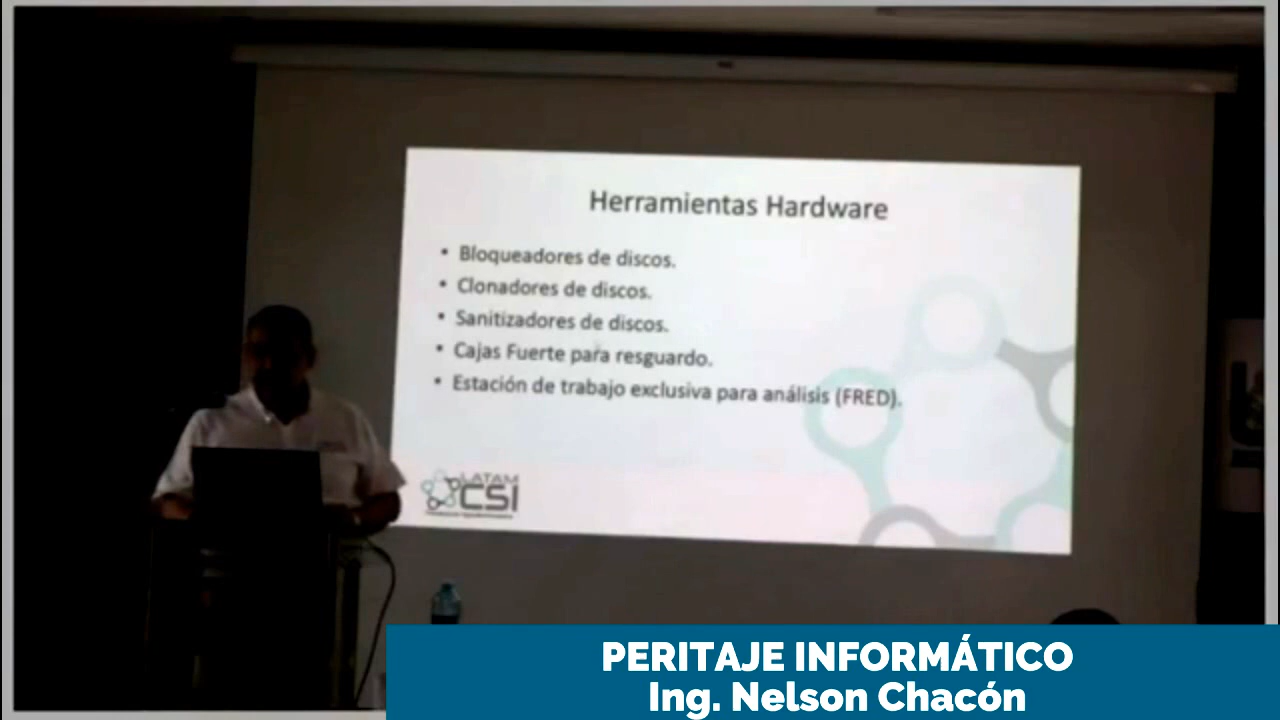 Herramientas Hardware
• Bloqueadores de discos.
• Clonadores de discos.
• Sanitizadores de discos.
• Cajas Fuerte para resguardo.
• Estación de trabajo exclusiva para análisis (FRED).
LATAM
CSI
PERITAJE INFORMÁTICO
Ing. Nelson Chacón